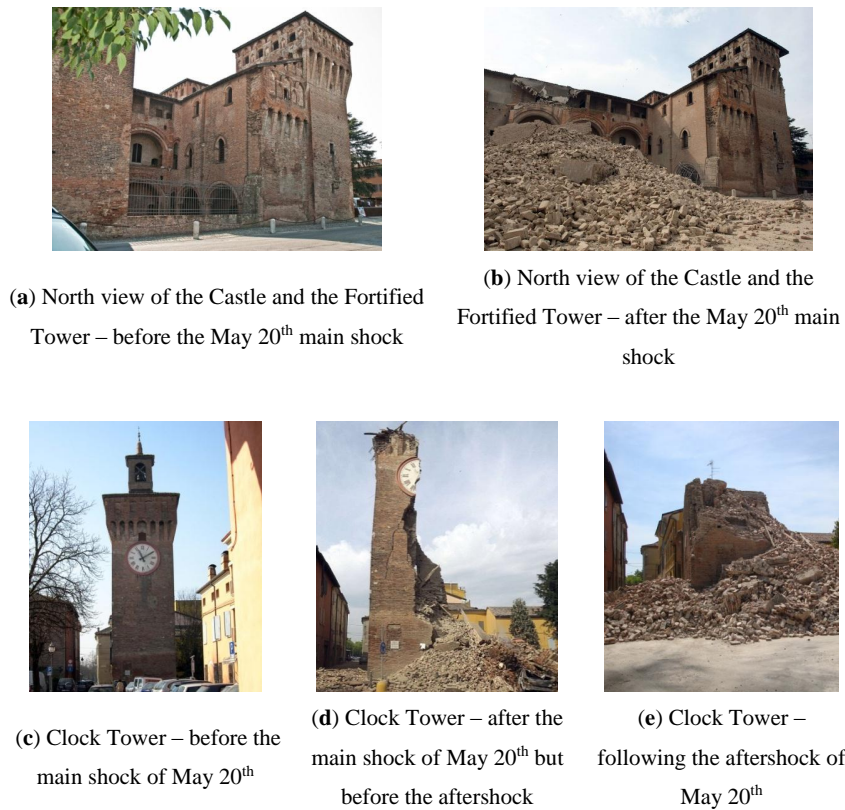 (a) North view of the Castle and the Fortified
Tower – before the May 20th main shock
(b) North view of the Castle and the
Fortified Tower – after the May 20th main
shock
(c) Clock Tower – before the
main shock of May 20th
(d) Clock Tower – after the
main shock of May 20th but
before the aftershock
(e) Clock Tower –
following the aftershock of
May 20th